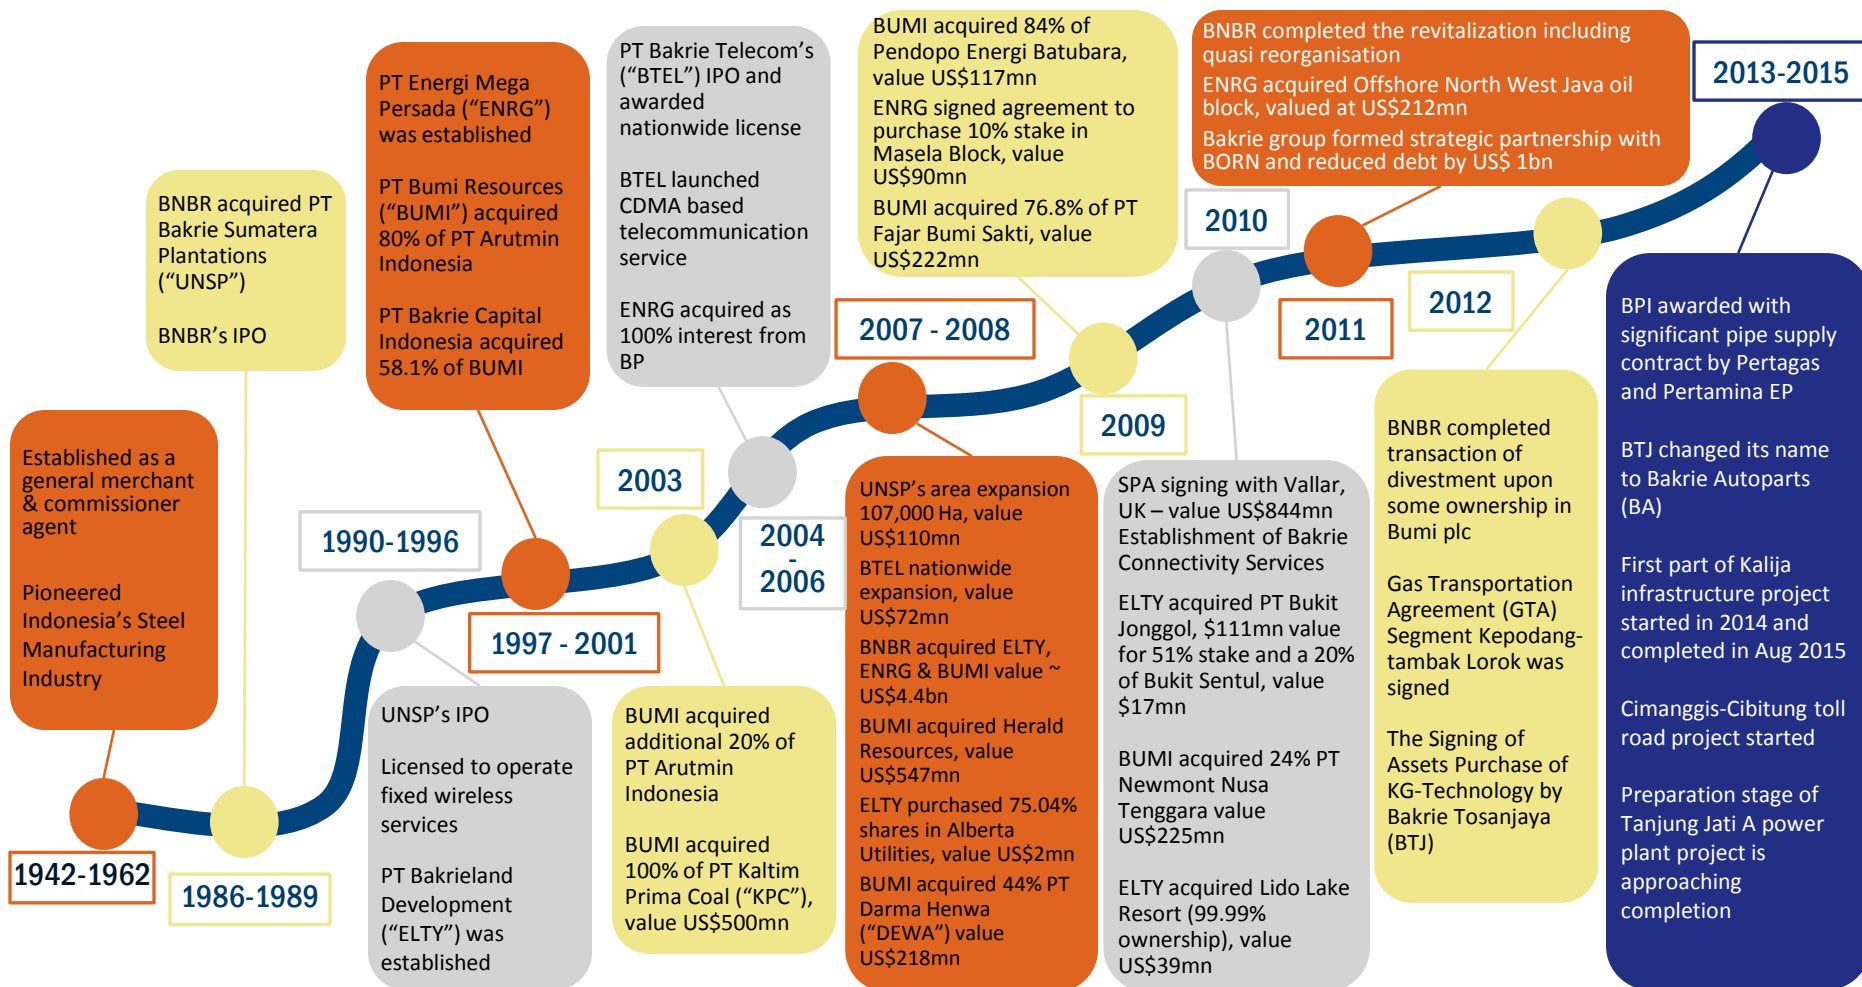 1942-1962
Established as a
general merchant
& commissioner
agent
Pioneered
Indonesia’s Steel
Manufacturing
Industry
1986-1989
BNBR acquired PT
Bakrie Sumatera
Plantations
(“UNSP”)
BNBR’s IPO
1990-1996
UNSP’s IPO
Licensed to operate
fixed wireless
services
PT Bakrieland
Development
(“ELTY”) was
established
1997 - 2001
PT Energi Mega
Persada (“ENRG”)
was established
PT Bumi Resources
(“BUMI”) acquired
80% of PT Arutmin
Indonesia
PT Bakrie Capital
Indonesia acquired
58.1% of BUMI
2003
BUMI acquired
additional 20% of
PT Arutmin
Indonesia
BUMI acquired
100% of PT Kaltim
Prima Coal (“KPC”),
value US$500mn
2004
-
2006
PT Bakrie Telecom’s
(“BTEL”) IPO and
awarded
nationwide license
BTEL launched
CDMA based
telecommunication
service
ENRG acquired as
100% interest from
BP
2007 - 2008
UNSP’s area expansion
107,000 Ha, value
US$110mn
BTEL nationwide
expansion, value
US$72mn
BNBR acquired ELTY,
ENRG & BUMI value ~
US$4.4bn
BUMI acquired Herald
Resources, value
US$547mn
ELTY purchased 75.04%
shares in Alberta
Utilities, value US$2mn
BUMI acquired 44% PT
Darma Henwa
(“DEWA”) value
US$218mn
2009
BUMI acquired 84% of
Pendopo Energi Batubara,
value US$117mn
ENRG signed agreement to
purchase 10% stake in
Masela Block, value
US$90mn
BUMI acquired 76.8% of PT
Fajar Bumi Sakti, value
US$222mn
2010
SPA signing with Vallar,
UK – value US$844mn
Establishment of Bakrie
Connectivity Services
ELTY acquired PT Bukit
Jonggol, $111mn value
for 51% stake and a 20%
of Bukit Sentul, value
$17mn
BUMI acquired 24% PT
Newmont Nusa
Tenggara value
US$225mn
ELTY acquired Lido Lake
Resort (99.99%
ownership), value
US$39mn
2011
BNBR completed the revitalization including
quasi reorganisation
ENRG acquired Offshore North West Java oil
block, valued at US$212mn
Bakrie group formed strategic partnership with
BORN and reduced debt by US$ 1bn
2012
BNBR completed
transaction of
divestment upon
some ownership in
Bumi plc
Gas Transportation
Agreement (GTA)
Segment Kepodang-
tambak Lorok was
signed
The Signing of
Assets Purchase of
KG-Technology by
Bakrie Tosanjaya
(BTJ)
2013-2015
BPI awarded with
significant pipe supply
contract by Pertagas
and Pertamina EP
BTJ changed its name
to Bakrie Autoparts
(BA)
First part of Kalija
infrastructure project
started in 2014 and
completed in Aug 2015
Cimanggis-Cibitung toll
road project started
Preparation stage of
Tanjung Jati A power
plant project is
approaching
completion